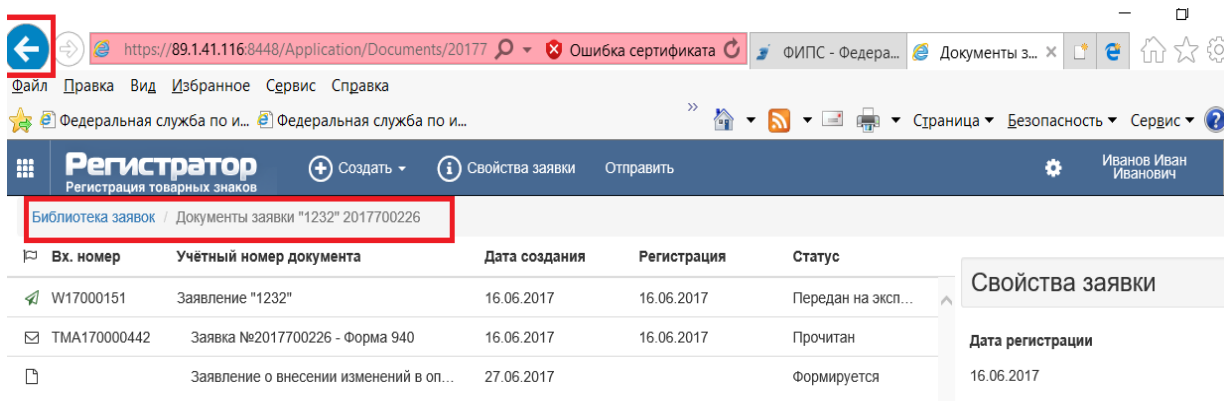 https://89.1.41.116:8448/Application/Documents/20177 Ошибка сертификата ФИПС - Федера... Документы з...
Файл Правка Вид Избранное Сервис Справка
Федеральная служба по и... Федеральная служба по и... » Страница Безопасность Сервис
Регистратор Создать Свойства заявки Отправить Иванов Иван
Регистрация товарных знаков Иванович
Библиотека заявок / Документы заявки "1232" 2017700226
Вх. номер Учётный номер документа Дата создания Регистрация Статус
Свойства заявки
W17000151 Заявление "1232" 16.06.2017 16.06.2017 Передан на эксп...
TMA170000442 Заявка №2017700226 - Форма 940 16.06.2017 16.06.2017 Прочитан
Дата регистрации
Заявление о внесении изменений в оп... 27.06.2017 Формируется
16.06.2017